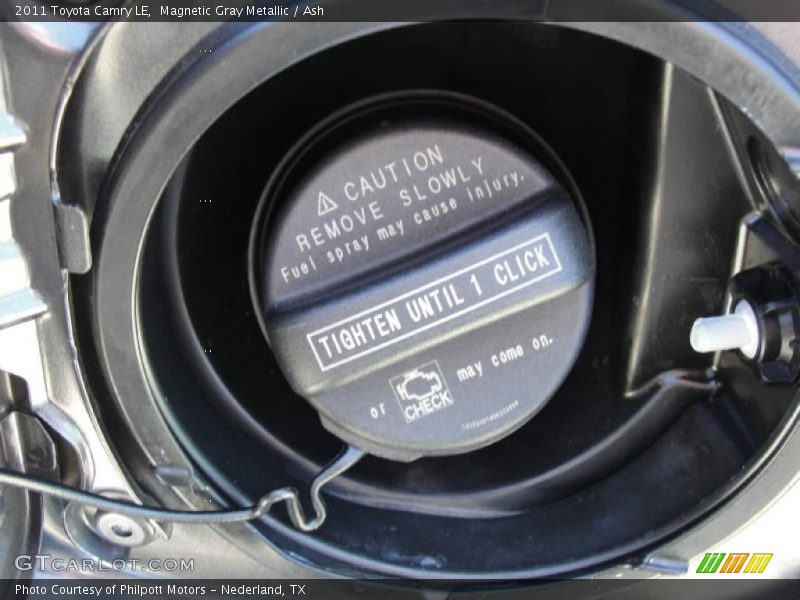 2011 Toyota Camry LE,  Magnetic Gray Metallic / Ash
⚠ CAUTION
REMOVE SLOWLY
Fuel spray may cause injury.
TIGHTEN UNTIL 1 CLICK
or CHECK may come on.
GTCARLOT.COM
Photo Courtesy of Philpott Motors – Nederland, TX